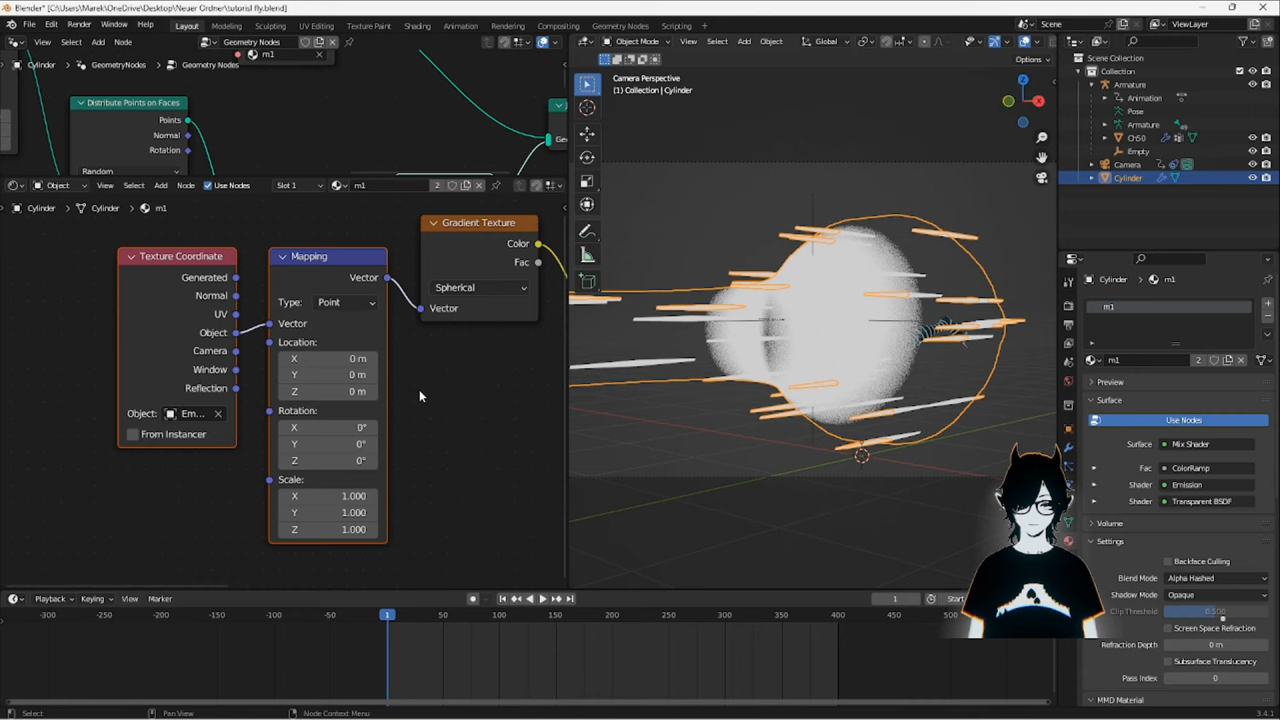 Blender* [C:\Users\Marek\OneDrive\Desktop\Neuer Ordner\tutorisl fly.blend]
File Edit Render Window Help Layout Modeling Sculpting UV Editing Texture Paint Shading Animation Rendering Compositing Geometry Nodes Scripting Scene ViewLayer
View Select Add Node Geometry Nodes
m1
Cylinder GeometryNodes Geometry Nodes
Distribute Points on Faces
Points
Normal
Rotation
Random
Object View Select Add Node Use Nodes Slot 1 m1 2
Cylinder Cylinder m1
Texture Coordinate
Generated
Normal
UV
Object
Camera
Window
Reflection
Object: Em...
From Instancer
Mapping
Vector
Type: Point
Vector
Location:
X 0 m
Y 0 m
Z 0 m
Rotation:
X 0°
Y 0°
Z 0°
Scale:
X 1.000
Y 1.000
Z 1.000
Gradient Texture
Color
Fac
Spherical
Vector
Object Mode View Select Add Object Global
Options
Camera Perspective
(1) Collection | Cylinder
Z
X
Scene Collection
Collection
Armature
Animation
Pose
Armature
Ch50
Empty
Camera
Cylinder
Cylinder m1
m1
m1 2
Preview
Surface
Use Nodes
Surface Mix Shader
Fac ColorRamp
Shader Emission
Shader Transparent BSDF
Volume
Settings
Backface Culling
Blend Mode Alpha Hashed
Shadow Mode Opaque
Clip Threshold 0.500
Screen Space Refraction
Refraction Depth 0 m
Subsurface Translucency
Pass Index 0
MMD Material
Playback Keying View Marker 1 Start
-300 -250 -200 -150 -100 -50 1 50 100 150 200 250 300 350 400 450
Select Pan View Node Context Menu 3.4.1